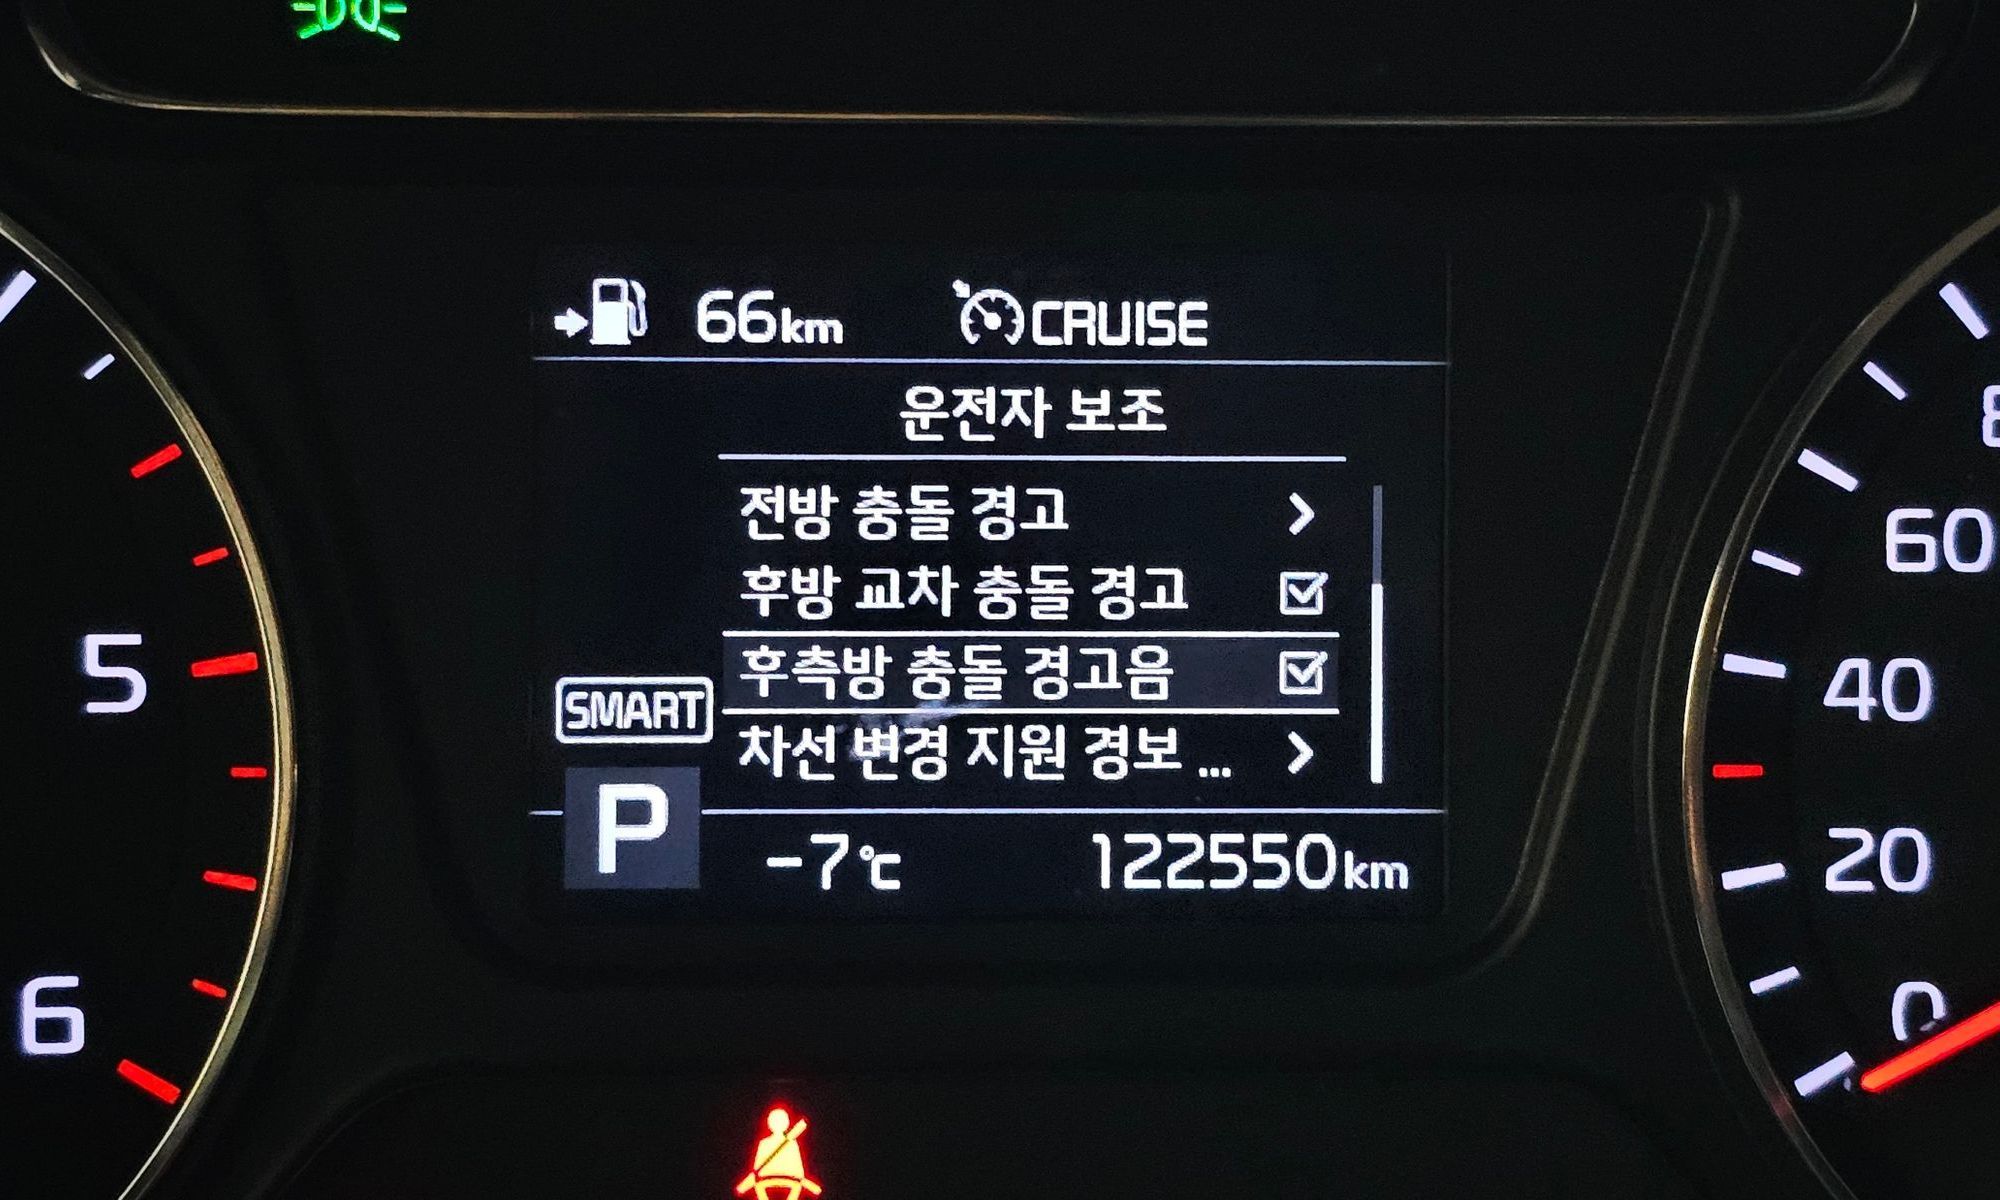 66km CRUISE
운전자 보조
전방 충돌 경고
후방 교차 충돌 경고
후측방 충돌 경고음
차선 변경 지원 경보 ...
SMART
P
-7℃ 122550km
5
6
60
40
20
0